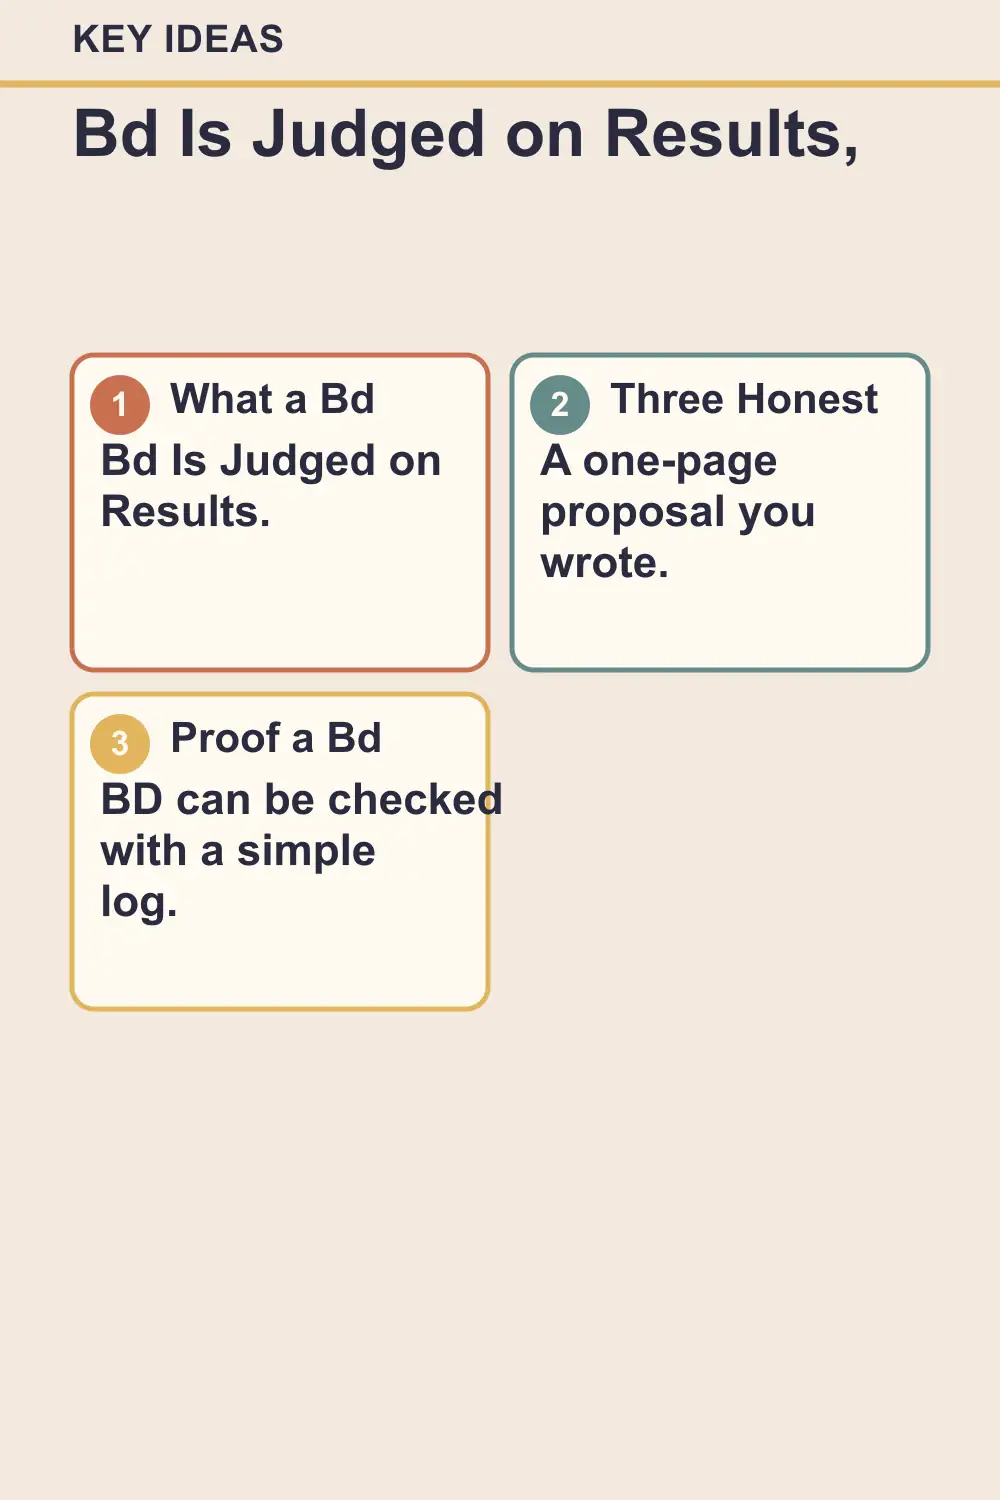 KEY IDEAS
Bd Is Judged on Results,
1 What a Bd
Bd Is Judged on
Results.
2 Three Honest
A one-page
proposal you
wrote.
3 Proof a Bd
BD can be checked
with a simple
log.